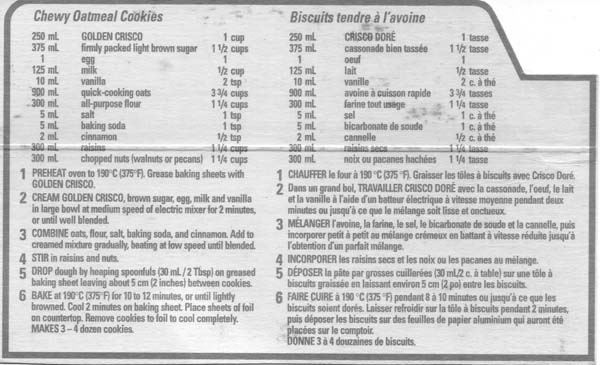 Chewy Oatmeal Cookies
250 mL GOLDEN CRISCO 1 cup
375 mL firmly packed light brown sugar 1 1/2 cups
1 egg 1
125 mL milk 1/2 cup
10 mL vanilla 2 tsp
900 mL quick-cooking oats 3 3/4 cups
300 mL all-purpose flour 1 1/4 cups
5 mL salt 1 tsp
5 mL baking soda 1 tsp
2 mL cinnamon 1/2 tsp
300 mL raisins 1 1/4 cups
300 mL chopped nuts (walnuts or pecans) 1 1/4 cups
1 PREHEAT oven to 190°C (375°F). Grease baking sheets with
GOLDEN CRISCO.
2 CREAM GOLDEN CRISCO, brown sugar, egg, milk and vanilla
in large bowl at medium speed of electric mixer for 2 minutes,
or until well blended.
3 COMBINE oats, flour, salt, baking soda, and cinnamon. Add to
creamed mixture gradually, beating at low speed until blended.
4 STIR in raisins and nuts.
5 DROP dough by heaping spoonfuls (30 mL/2 Tbsp) on greased
baking sheet leaving about 5 cm (2 inches) between cookies.
6 BAKE at 190°C (375°F) for 10 to 12 minutes, or until lightly
browned. Cool 2 minutes on baking sheet. Place sheets of foil
on countertop. Remove cookies to foil to cool completely.
MAKES 3 – 4 dozen cookies.
Biscuits tendre à l'avoine
250 mL CRISCO DORÉ 1 tasse
375 mL cassonade bien tassée 1 1/2 tasse
1 oeuf 1
125 mL lait 1/2 tasse
10 mL vanille 2 c. à thé
900 mL avoine à cuisson rapide 3 3/4 tasses
300 mL farine tout usage 1 1/4 tasse
5 mL sel 1 c. à thé
5 mL bicarbonate de soude 1 c. à thé
2 mL cannelle 1/2 c. à thé
300 mL raisins secs 1 1/4 tasse
300 mL noix ou pacanes hachées 1 1/4 tasse
1 CHAUFFER le four à 190 °C (375 °F). Graisser les tôles à biscuits avec Crisco Doré.
2 Dans un grand bol, TRAVAILLER CRISCO DORÉ avec la cassonade, l'oeuf, le lait
et la vanille à l'aide d'un batteur électrique à vitesse moyenne pendant deux
minutes ou jusqu'à ce que le mélange soit lisse et onctueux.
3 MÉLANGER l'avoine, la farine, le sel, le bicarbonate de soude et la cannelle, puis
incorporer petit à petit au mélange crémeux en battant à vitesse réduite jusqu'à
l'obtention d'un parfait mélange.
4 INCORPORER les raisins secs et les noix ou les pacanes au mélange.
5 DÉPOSER la pâte par grosses cuillerées (30 mL/2 c. à table) sur une tôle à
biscuits graissée en laissant environ 5 cm (2 po) entre les biscuits.
6 FAIRE CUIRE à 190 °C (375 °F) pendant 8 à 10 minutes ou jusqu'à ce que les
biscuits soient dorés. Laisser refroidir sur la tôle à biscuits pendant 2 minutes,
puis déposer les biscuits sur des feuilles de papier aluminium qui auront été
placées sur le comptoir.
DONNE 3 à 4 douzaines de biscuits.